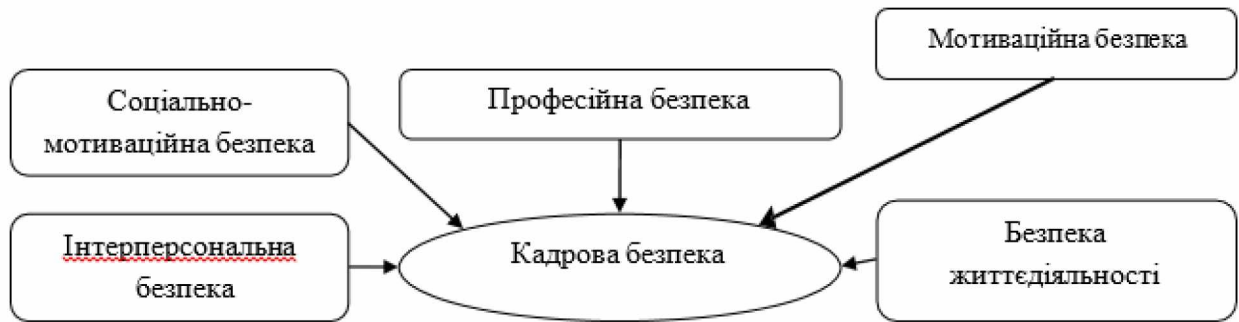 Мотиваційна безпека
Соціально-
мотиваційна безпека
Професійна безпека
Інтерперсональна
безпека
Кадрова безпека
Безпека
життєдіяльності